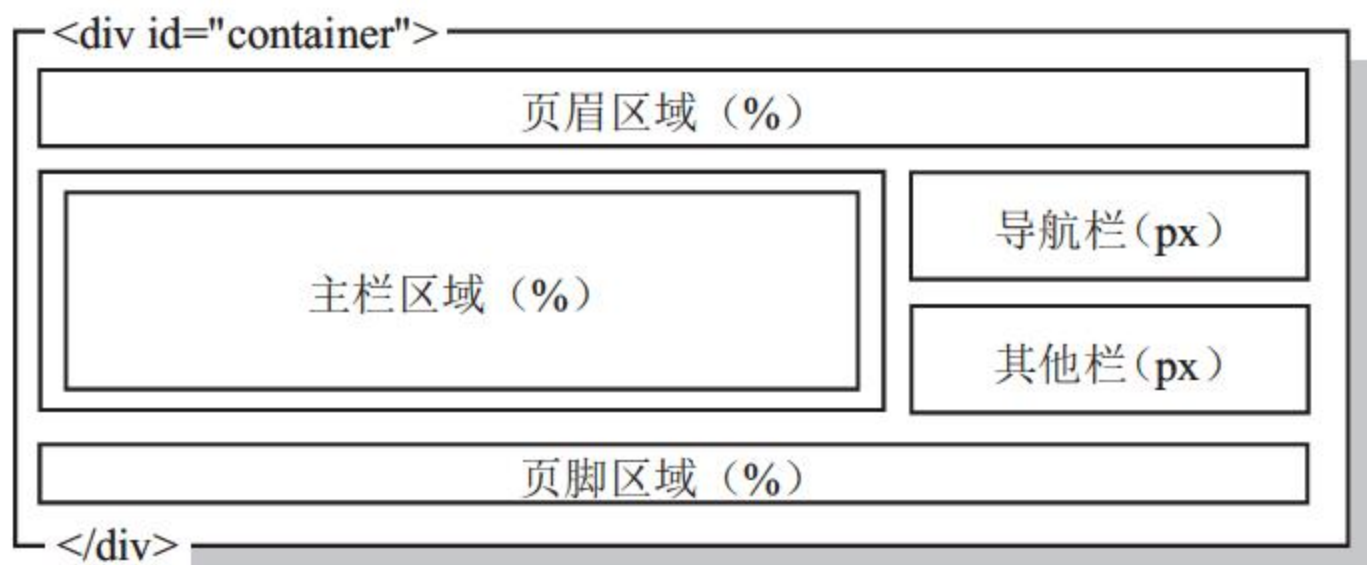 <div id="container">
页眉区域（%）
主栏区域（%）
导航栏（px）
其他栏（px）
页脚区域（%）
</div>